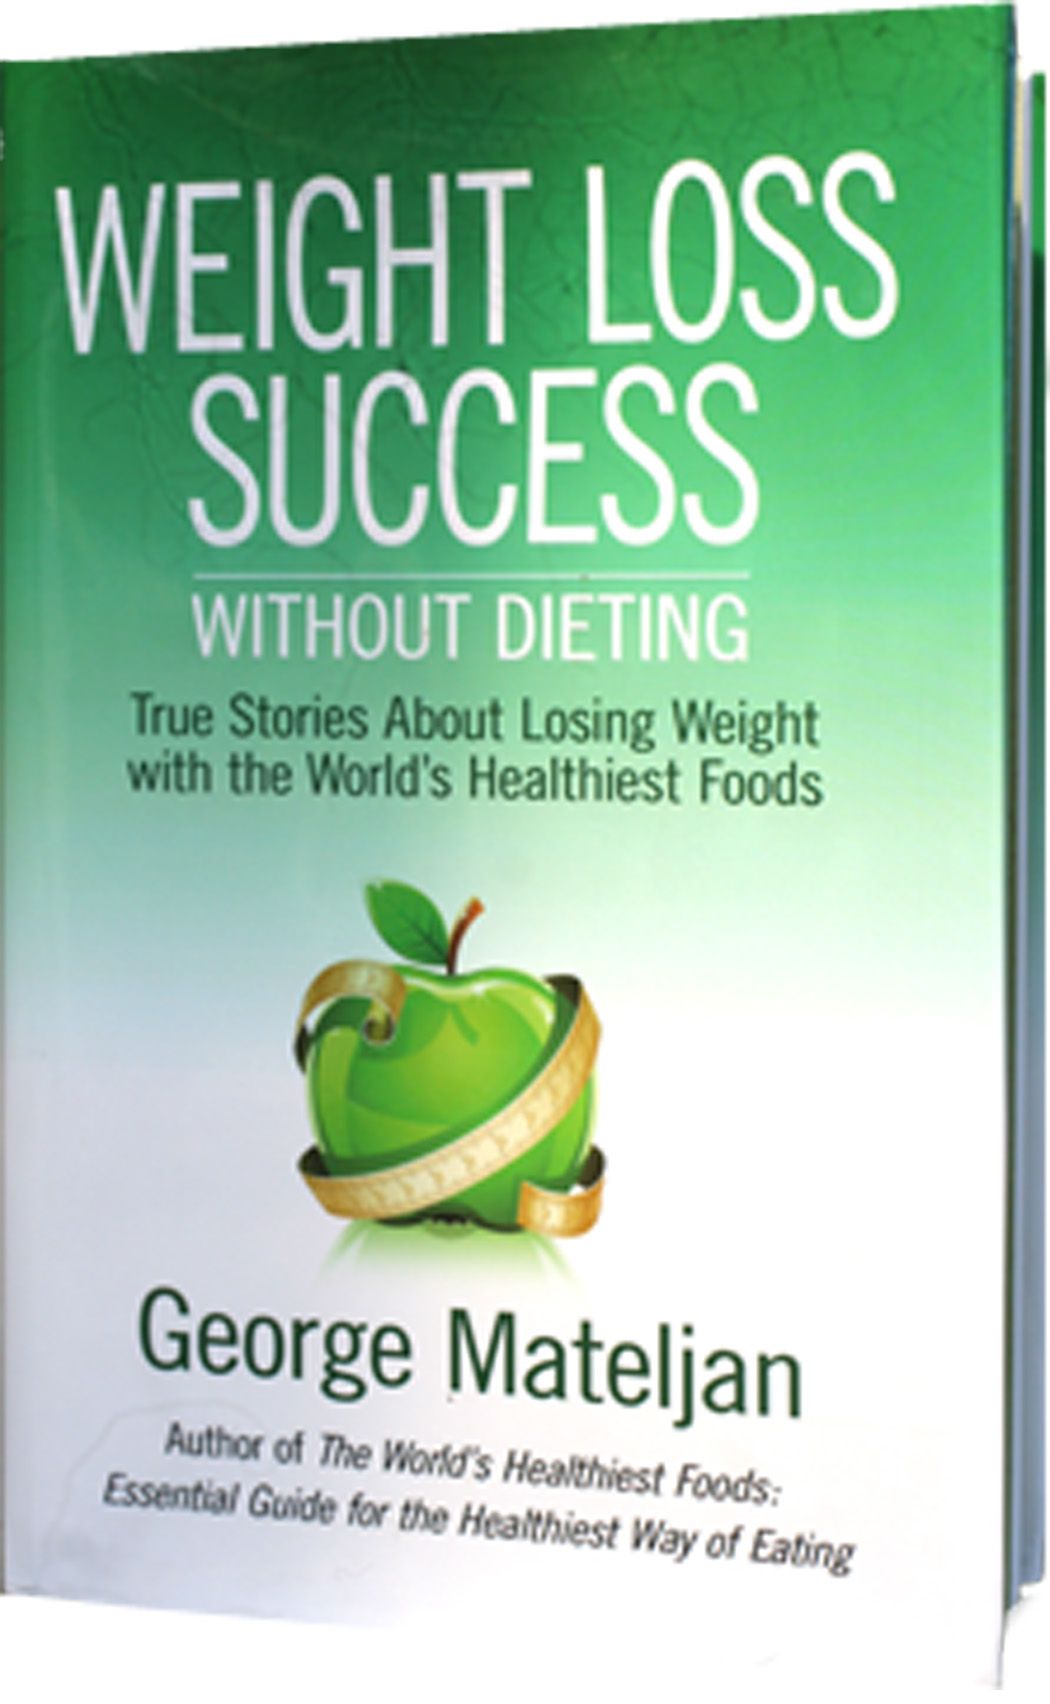 WEIGHT LOSS
SUCCESS
WITHOUT DIETING
True Stories About Losing Weight
with the World's Healthiest Foods
George Mateljan
Author of The World's Healthiest Foods:
Essential Guide for the Healthiest Way of Eating